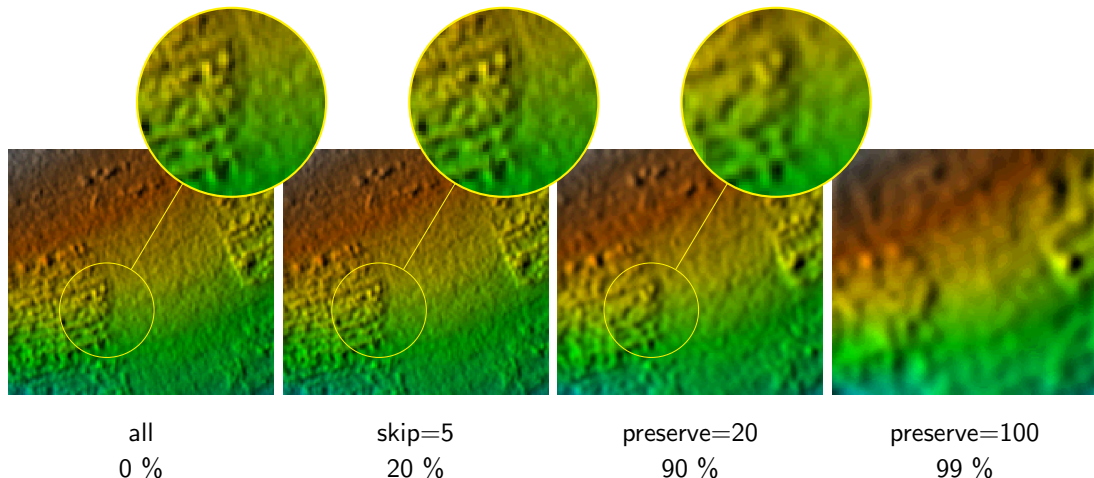 all skip=5 preserve=20 preserve=100
0 % 20 % 90 % 99 %